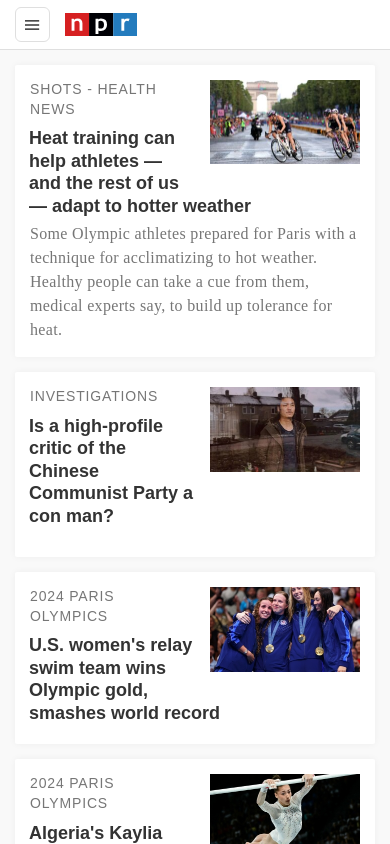 npr
SHOTS - HEALTH
NEWS
Heat training can
help athletes —
and the rest of us
— adapt to hotter weather
Some Olympic athletes prepared for Paris with a
technique for acclimatizing to hot weather.
Healthy people can take a cue from them,
medical experts say, to build up tolerance for
heat.
INVESTIGATIONS
Is a high-profile
critic of the
Chinese
Communist Party a
con man?
2024 PARIS
OLYMPICS
U.S. women's relay
swim team wins
Olympic gold,
smashes world record
2024 PARIS
OLYMPICS
Algeria's Kaylia